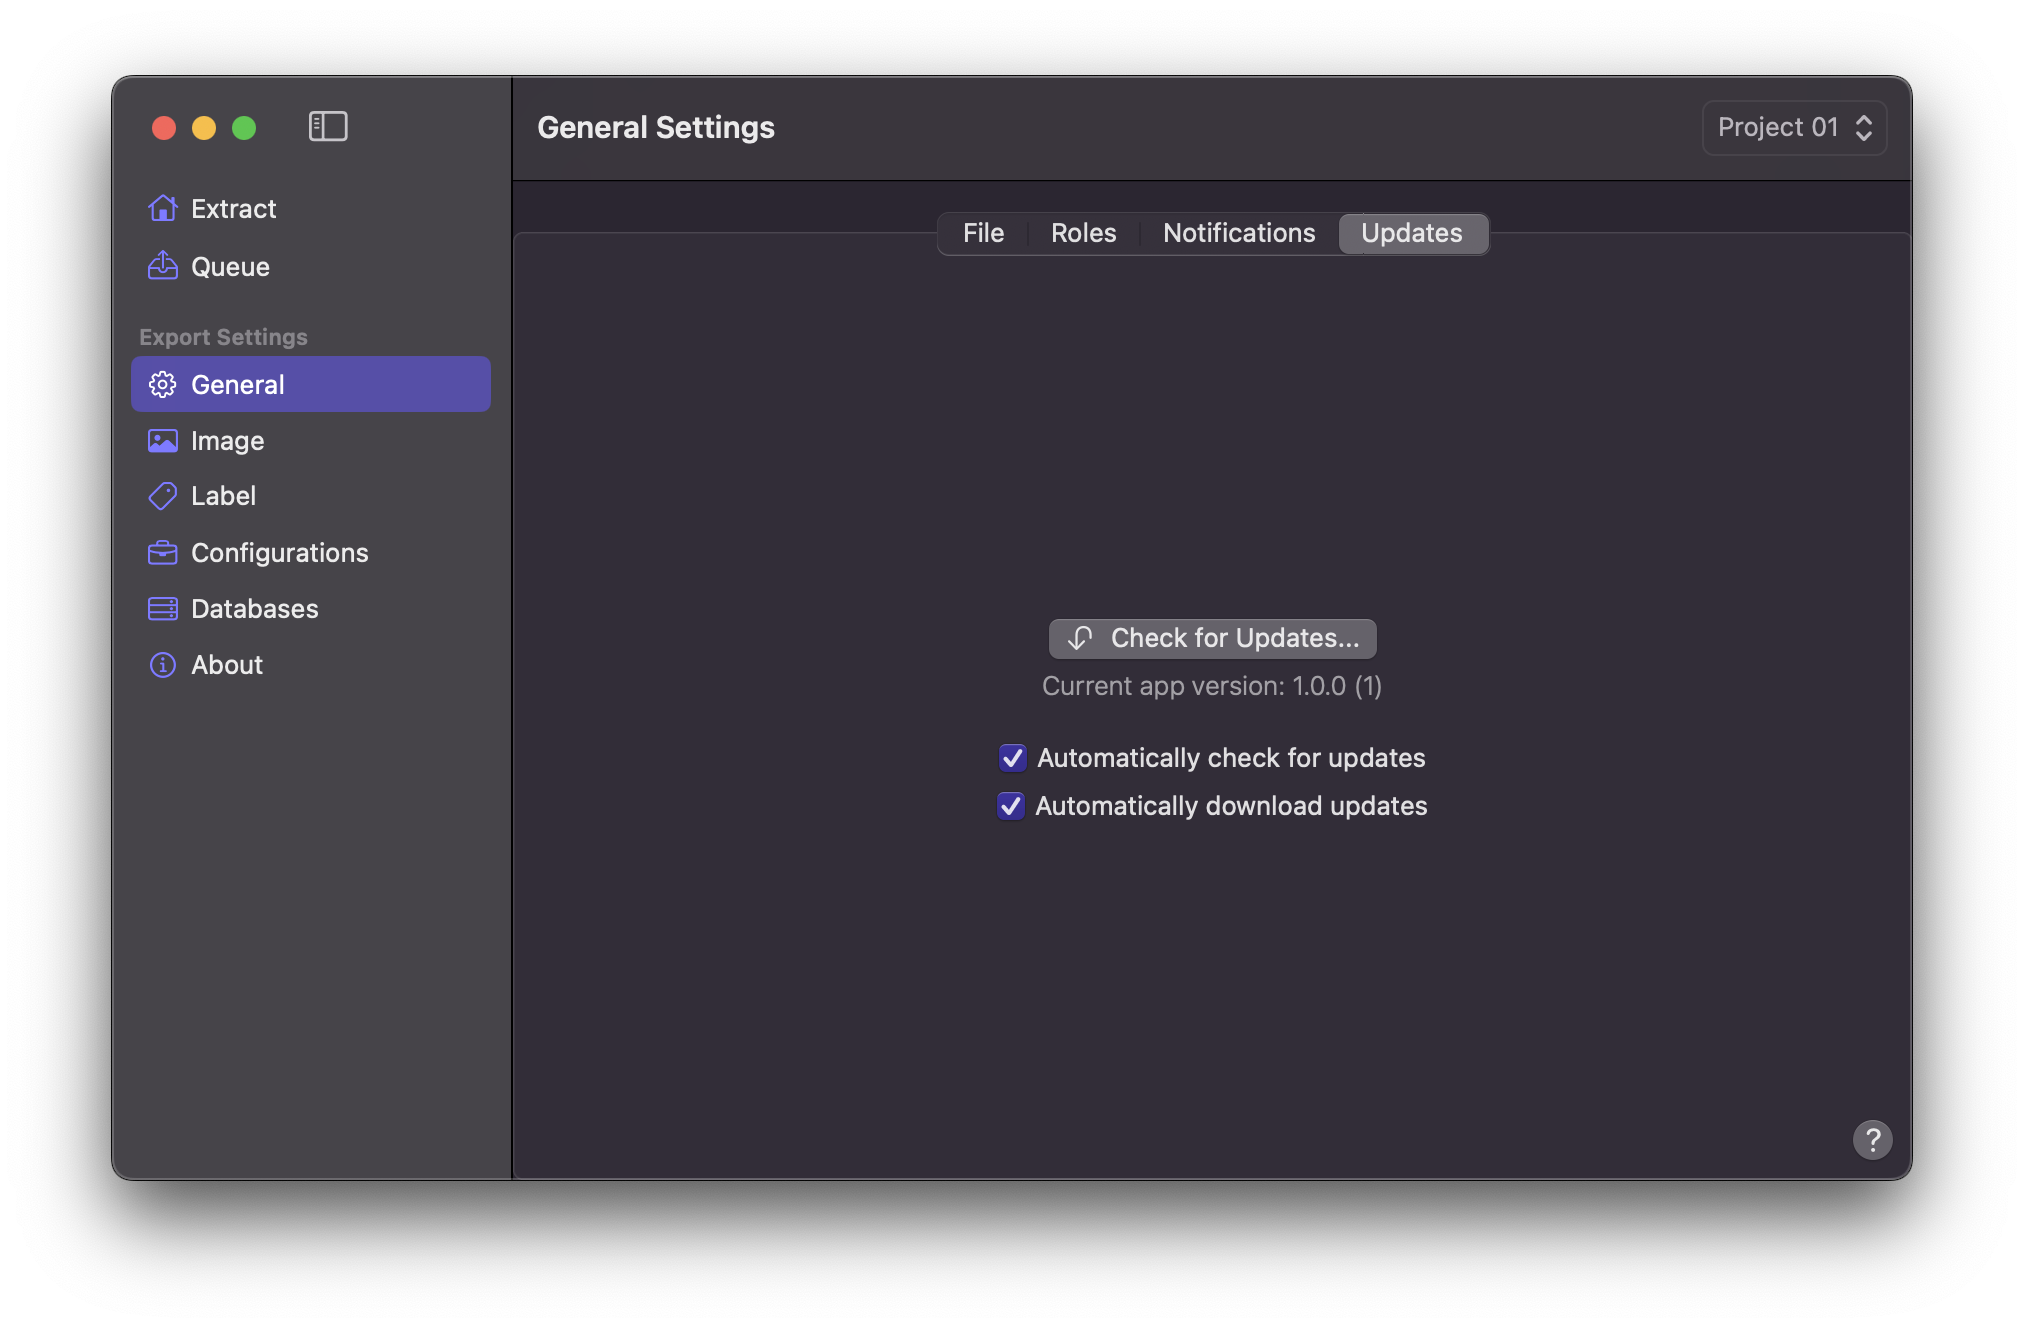 General Settings
Project 01
Extract
Queue
Export Settings
General
Image
Label
Configurations
Databases
About
File
Roles
Notifications
Updates
Check for Updates...
Current app version: 1.0.0 (1)
Automatically check for updates
Automatically download updates
?